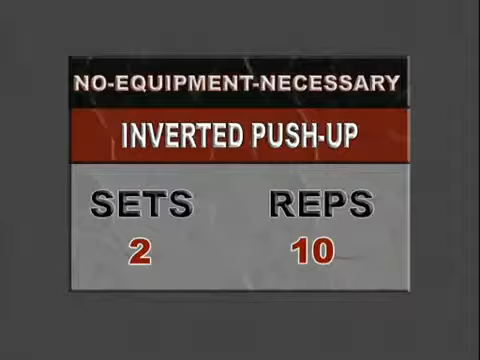 NO-EQUIPMENT-NECESSARY
INVERTED PUSH-UP
SETS REPS
2 10